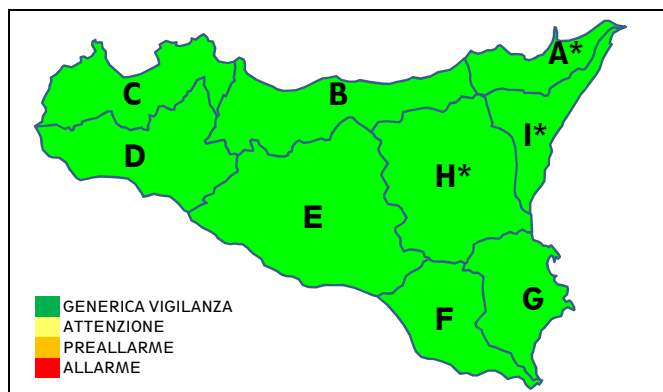 A*
C
B
I*
D
H*
E
G
F
GENERICA VIGILANZA
ATTENZIONE
PREALLARME
ALLARME